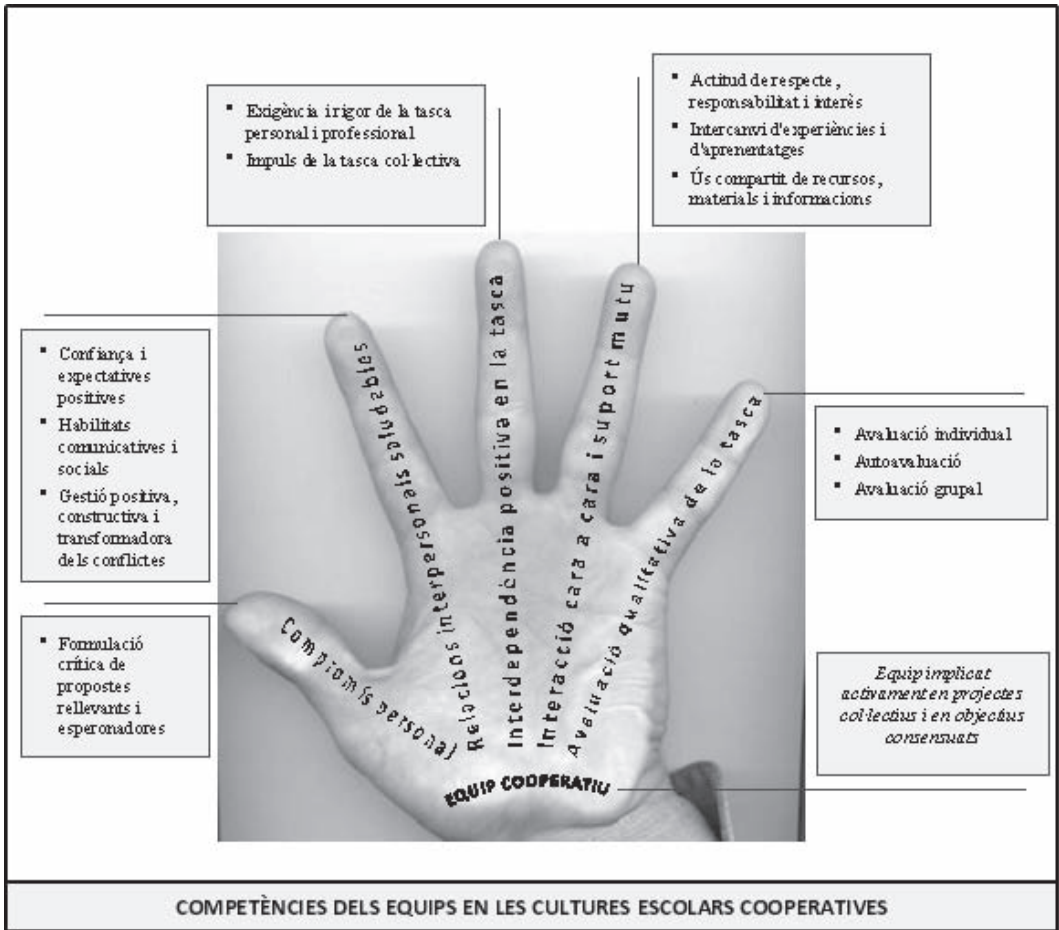 ▪ Exigència i rigor de la tasca
personal i professional
▪ Impuls de la tasca col·lectiva
▪ Actitud de respecte,
responsabilitat i interès
▪ Intercanvi d'experiències i
d'aprenentatges
▪ Ús compartit de recursos,
materials i informacions
▪ Confiança i
expectatives
positives
▪ Habilitats
comunicatives i
socials
▪ Gestió positiva,
constructiva i
transformadora
dels conflictes
▪ Avaluació individual
▪ Autoavaluació
▪ Avaluació grupal
▪ Formulació
crítica de
propostes
rellevants i
esperonadores
Equip implicat
activament en projectes
col·lectius i en objectius
consensuats
Compromís personal
Relacions interpersonals saludables
Interdependència positiva en la tasca
Interacció cara a cara i suport mutu
Avaluació qualitativa de la tasca
EQUIP COOPERATIU
COMPETÈNCIES DELS EQUIPS EN LES CULTURES ESCOLARS COOPERATIVES